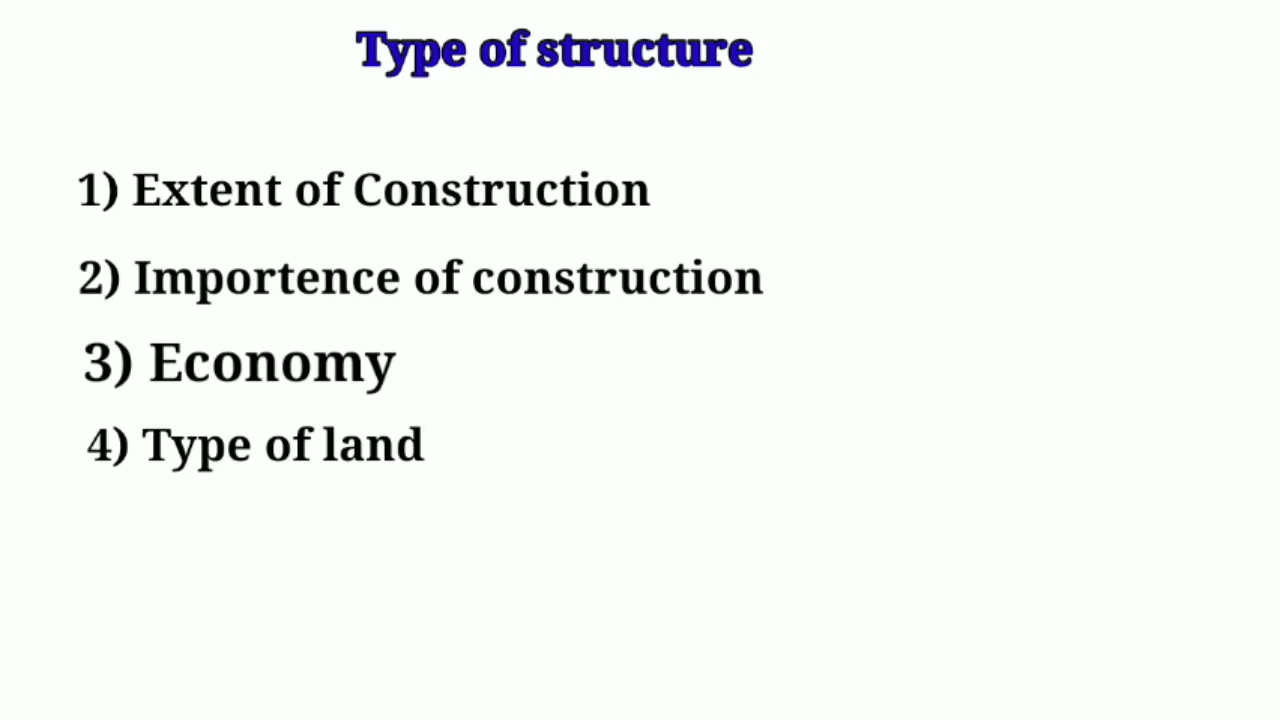 Type of structure
1) Extent of Construction
2) Importence of construction
3) Economy
4) Type of land